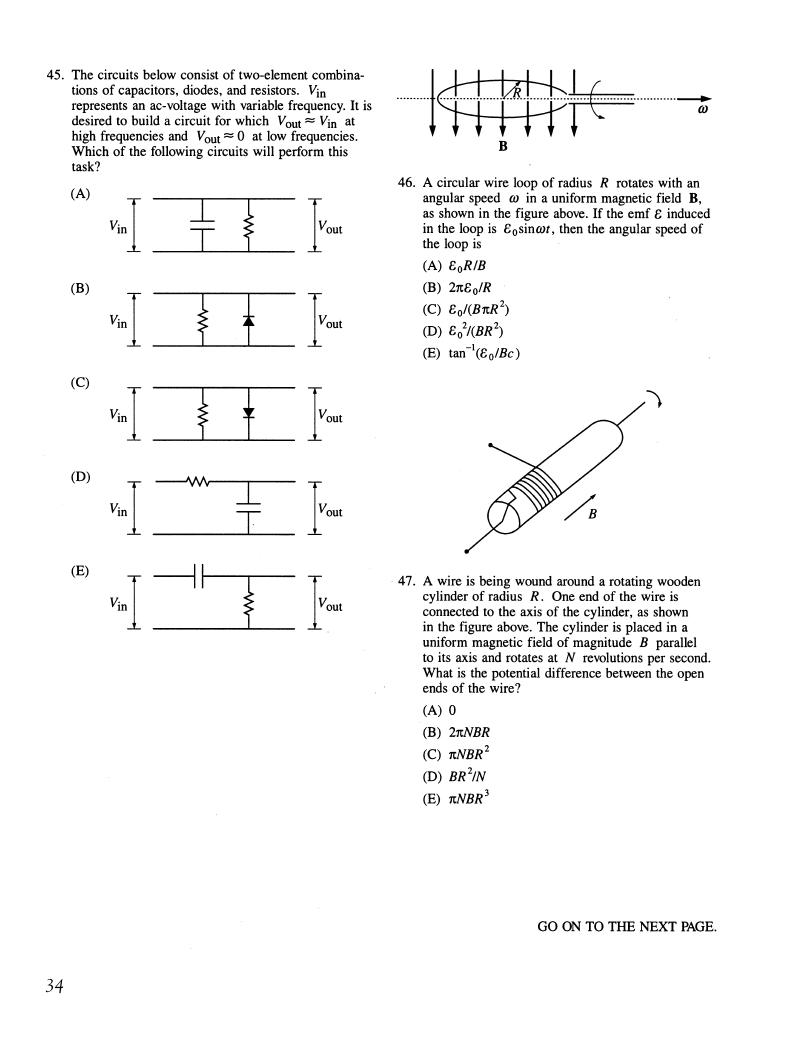 45. The circuits below consist of two-element combina-
tions of capacitors, diodes, and resistors. Vin
represents an ac-voltage with variable frequency. It is
desired to build a circuit for which Vout ≈ Vin at
high frequencies and Vout ≈ 0 at low frequencies.
Which of the following circuits will perform this
task?
(A)
Vin
Vout
(B)
Vin
Vout
(C)
Vin
Vout
(D)
Vin
Vout
(E)
Vin
Vout
R
ω
B
46. A circular wire loop of radius R rotates with an
angular speed ω in a uniform magnetic field B,
as shown in the figure above. If the emf ℰ induced
in the loop is ℰ₀sinωt, then the angular speed of
the loop is
(A) ℰ₀R/B
(B) 2πℰ₀/R
(C) ℰ₀/(BπR²)
(D) ℰ₀²/(BR²)
(E) tan⁻¹(ℰ₀/Bc)
B
47. A wire is being wound around a rotating wooden
cylinder of radius R. One end of the wire is
connected to the axis of the cylinder, as shown
in the figure above. The cylinder is placed in a
uniform magnetic field of magnitude B parallel
to its axis and rotates at N revolutions per second.
What is the potential difference between the open
ends of the wire?
(A) 0
(B) 2πNBR
(C) πNBR²
(D) BR²/N
(E) πNBR³
GO ON TO THE NEXT PAGE.
34